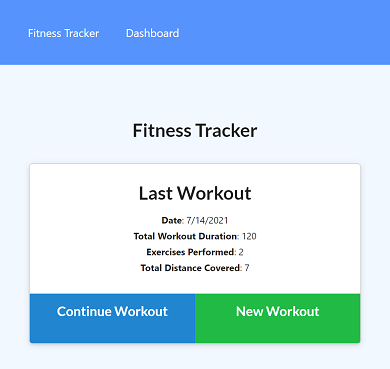 Fitness Tracker Dashboard
Fitness Tracker
Last Workout
Date: 7/14/2021
Total Workout Duration: 120
Exercises Performed: 2
Total Distance Covered: 7
Continue Workout New Workout